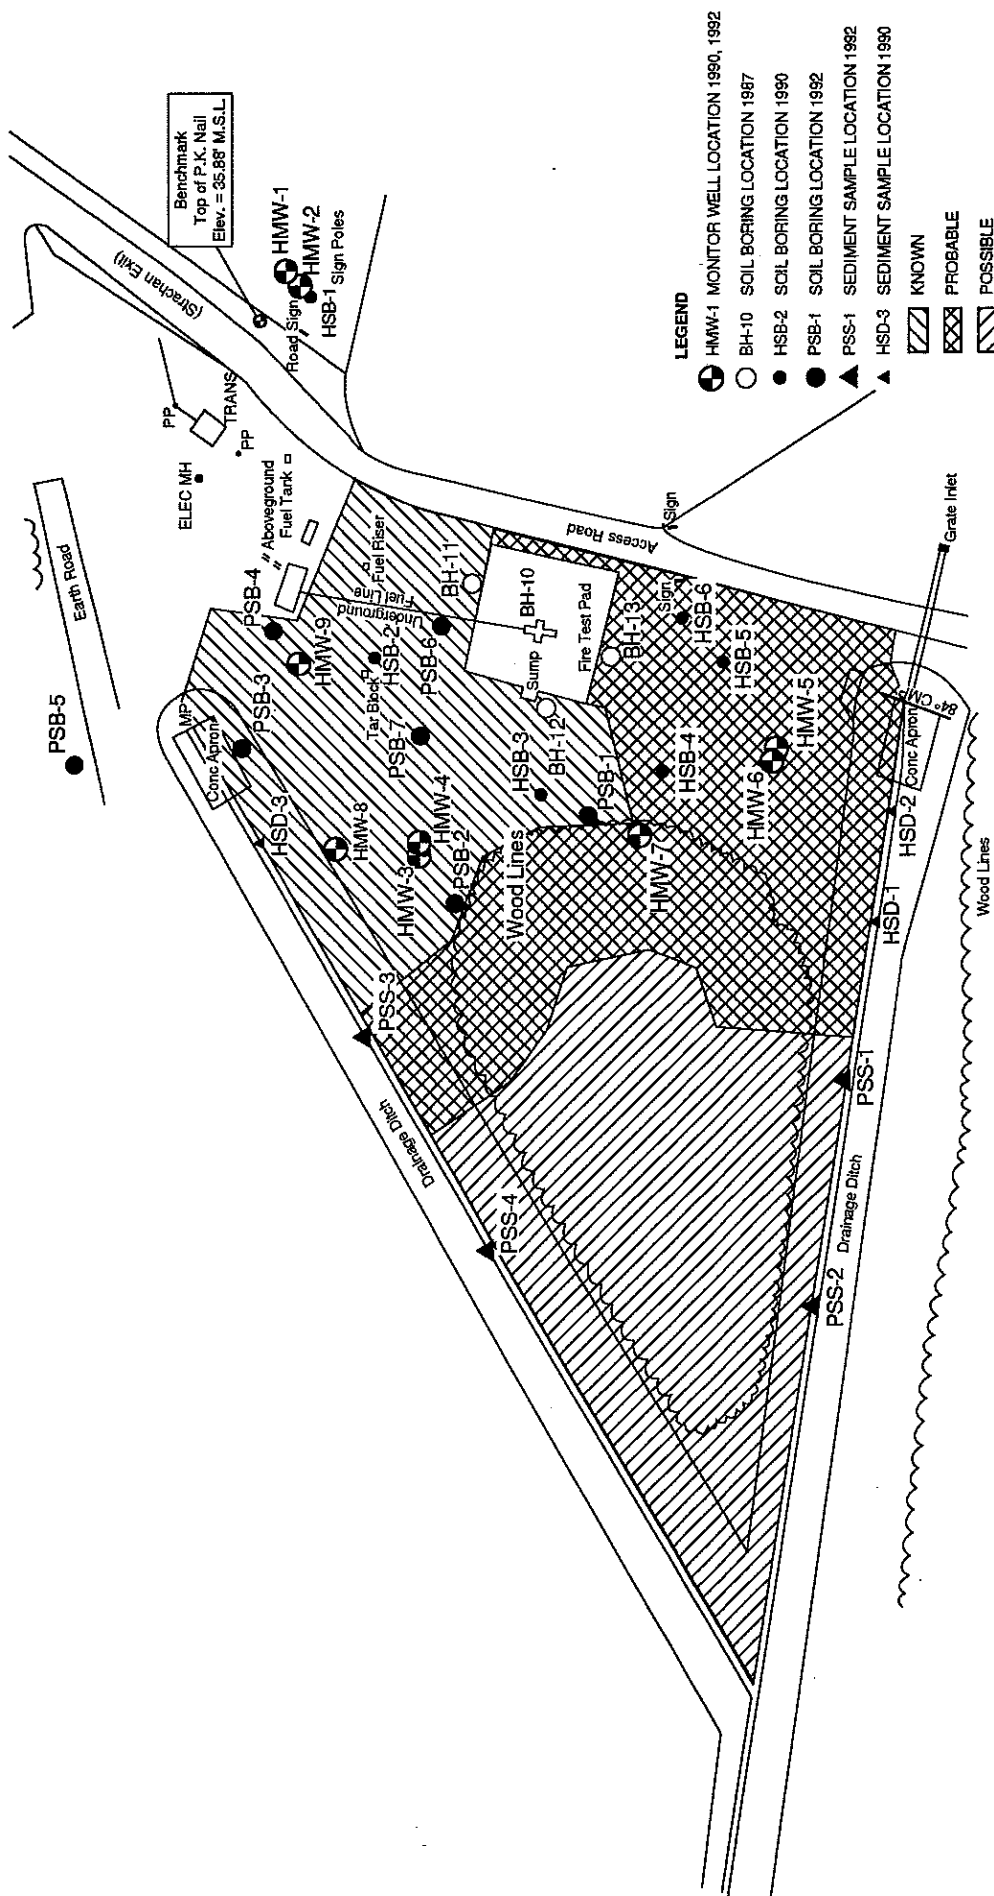 Benchmark
Top of P.K. Nail
Elev. = 35.88' M.S.L.
(Strachan Exit)
HMW-1
HMW-2
HSB-1
Sign Poles
Road Sign
PP
TRANS
PP
ELEC MH
Earth Road
PSB-5
Aboveground
Fuel Tank
Fuel Riser
Underground
Fuel Line
PSB-4
HMW-9
PSB-3
Conc Apron
HSD-3
HMW-8
Tar Block
HSB-2
PSB-6
PSB-7
HMW-3
HMW-4
PSB-2
BH-11
BH-10
Sump
Fire Test Pad
BH-12
HSB-3
PSB-1
BH-13
Wood Lines
HMW-7
HSB-4
Sign
HSB-6
HSB-5
HMW-6
HMW-5
Access Road
Sign
Grate Inlet
Conc Apron
HSD-2
HSD-1
Wood Lines
PSS-3
PSS-4
Drainage Ditch
PSS-1
PSS-2
Drainage Ditch
LEGEND
HMW-1 MONITOR WELL LOCATION 1990, 1992
BH-10 SOIL BORING LOCATION 1987
HSB-2 SOIL BORING LOCATION 1990
PSB-1 SOIL BORING LOCATION 1992
PSS-1 SEDIMENT SAMPLE LOCATION 1992
HSD-3 SEDIMENT SAMPLE LOCATION 1990
KNOWN
PROBABLE
POSSIBLE